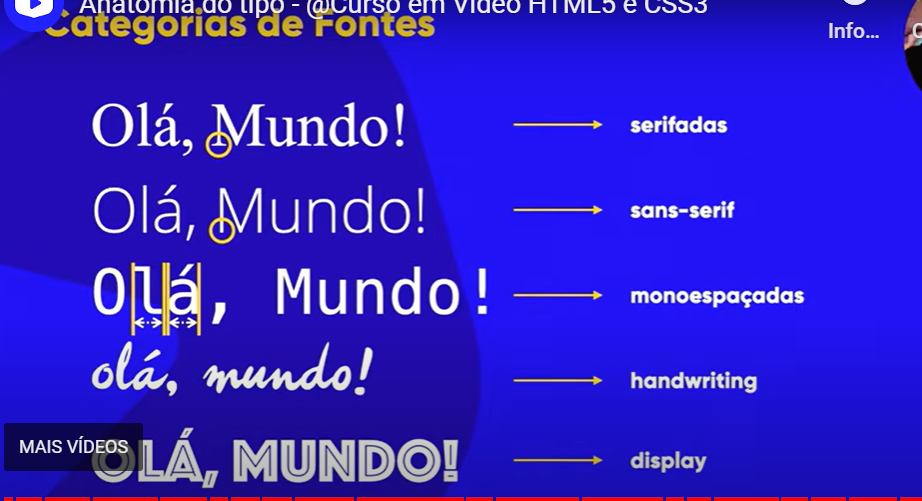 Anatomia do tipo - @Curso em Vídeo HTML5 e CSS3
Categorias de Fontes
Info...
Olá, Mundo! serifadas
Olá, Mundo! sans-serif
Olá, Mundo! monoespaçadas
olá, mundo! handwriting
MAIS VÍDEOS
OLÁ, MUNDO! display